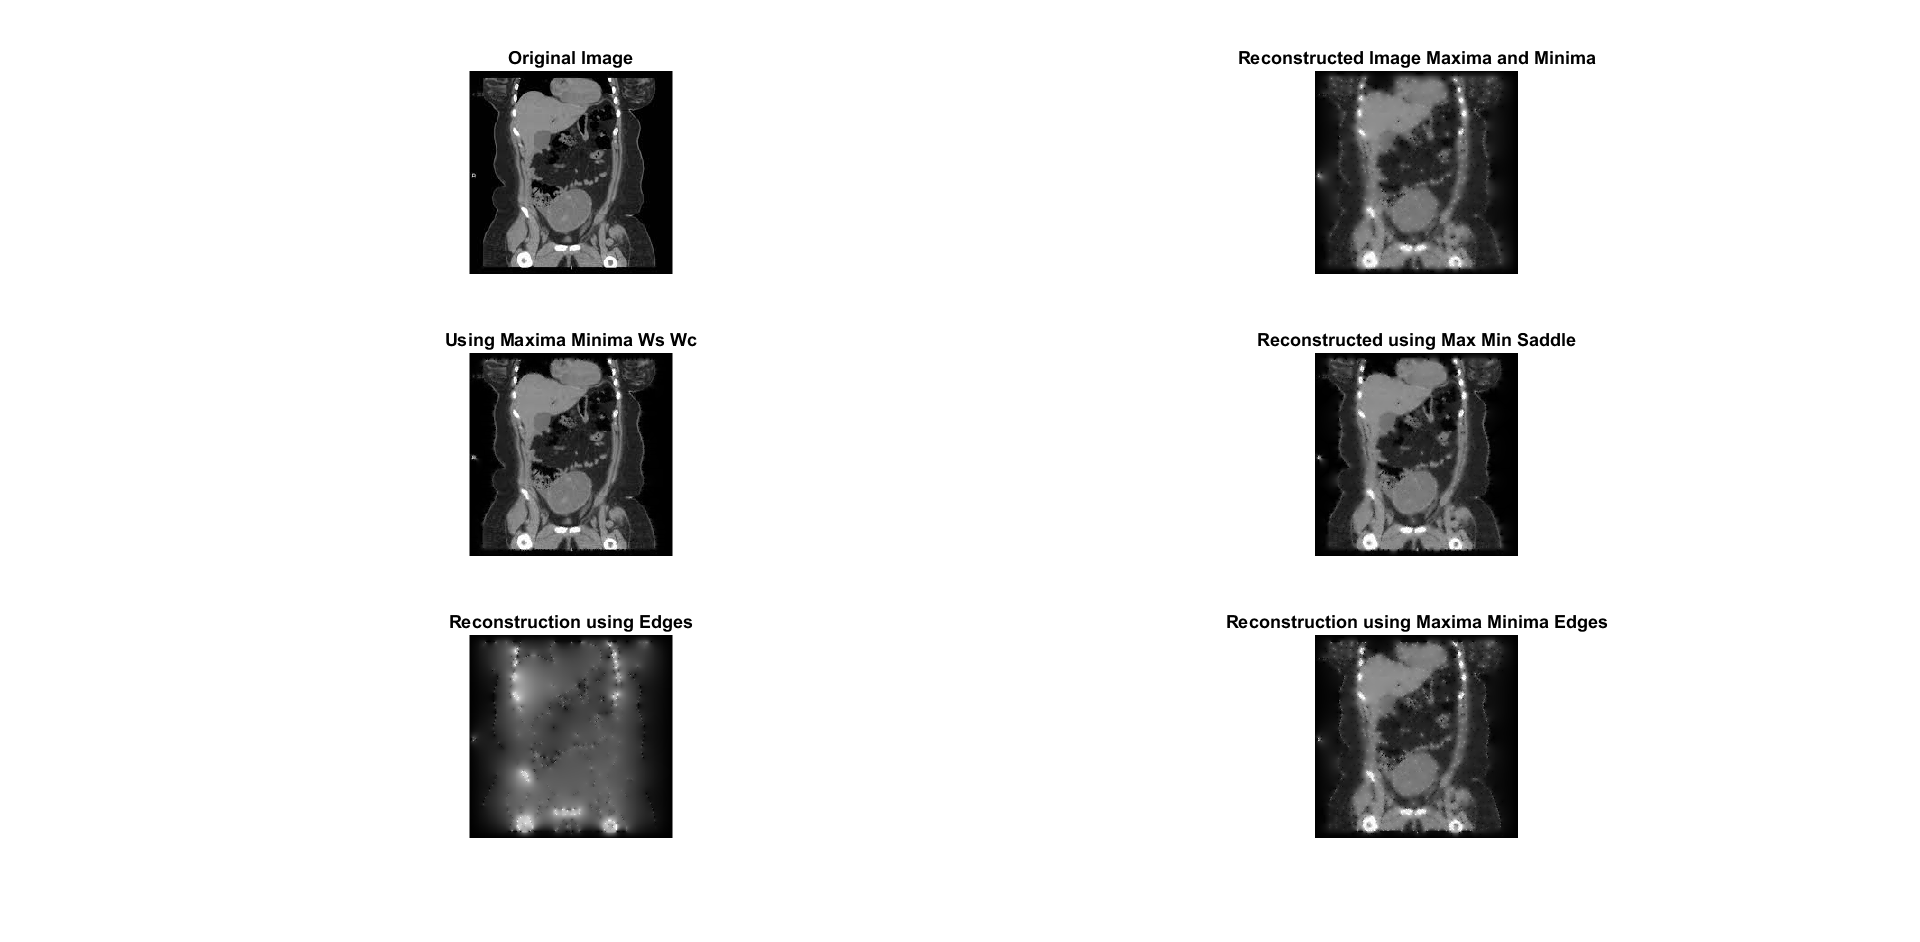 Original Image
Reconstructed Image Maxima and Minima
Using Maxima Minima Ws Wc
Reconstructed using Max Min Saddle
Reconstruction using Edges
Reconstruction using Maxima Minima Edges